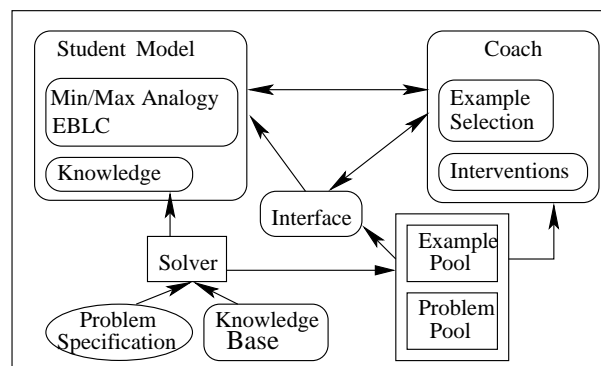 Student Model
Min/Max Analogy
EBLC
Knowledge
Coach
Example
Selection
Interventions
Interface
Solver
Example
Pool
Problem
Pool
Problem
Specification
Knowledge
Base